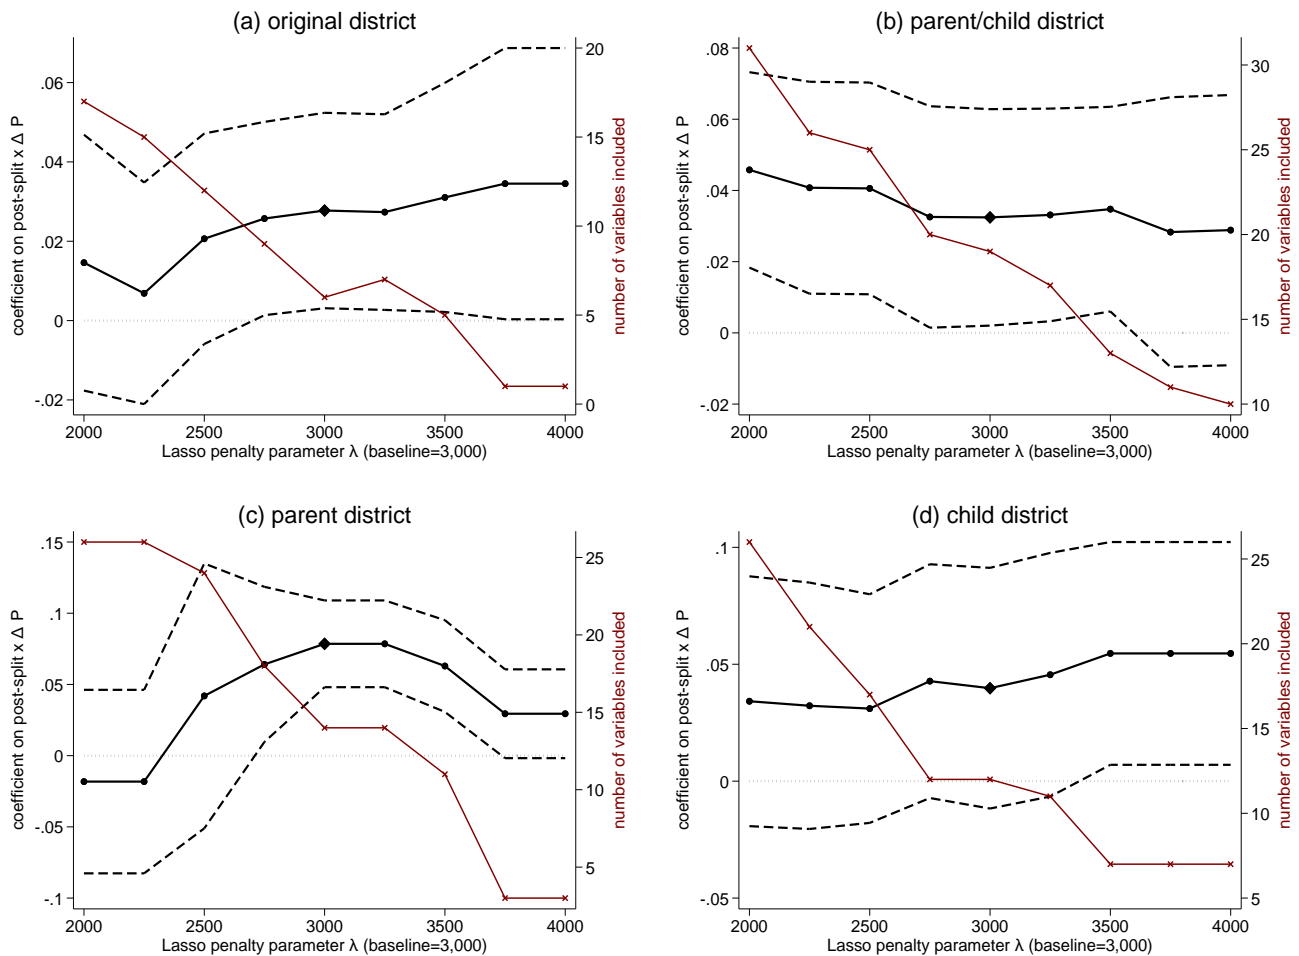 (a) original district
coefficient on post-split x Δ P
.06
.04
.02
0
-.02
20
15
10
5
0
number of variables included
2000 2500 3000 3500 4000
Lasso penalty parameter λ (baseline=3,000)
(b) parent/child district
coefficient on post-split x Δ P
.08
.06
.04
.02
0
-.02
30
25
20
15
10
number of variables included
2000 2500 3000 3500 4000
Lasso penalty parameter λ (baseline=3,000)
(c) parent district
coefficient on post-split x Δ P
.15
.1
.05
0
-.05
-.1
25
20
15
10
5
number of variables included
2000 2500 3000 3500 4000
Lasso penalty parameter λ (baseline=3,000)
(d) child district
coefficient on post-split x Δ P
.1
.05
0
-.05
25
20
15
10
5
number of variables included
2000 2500 3000 3500 4000
Lasso penalty parameter λ (baseline=3,000)